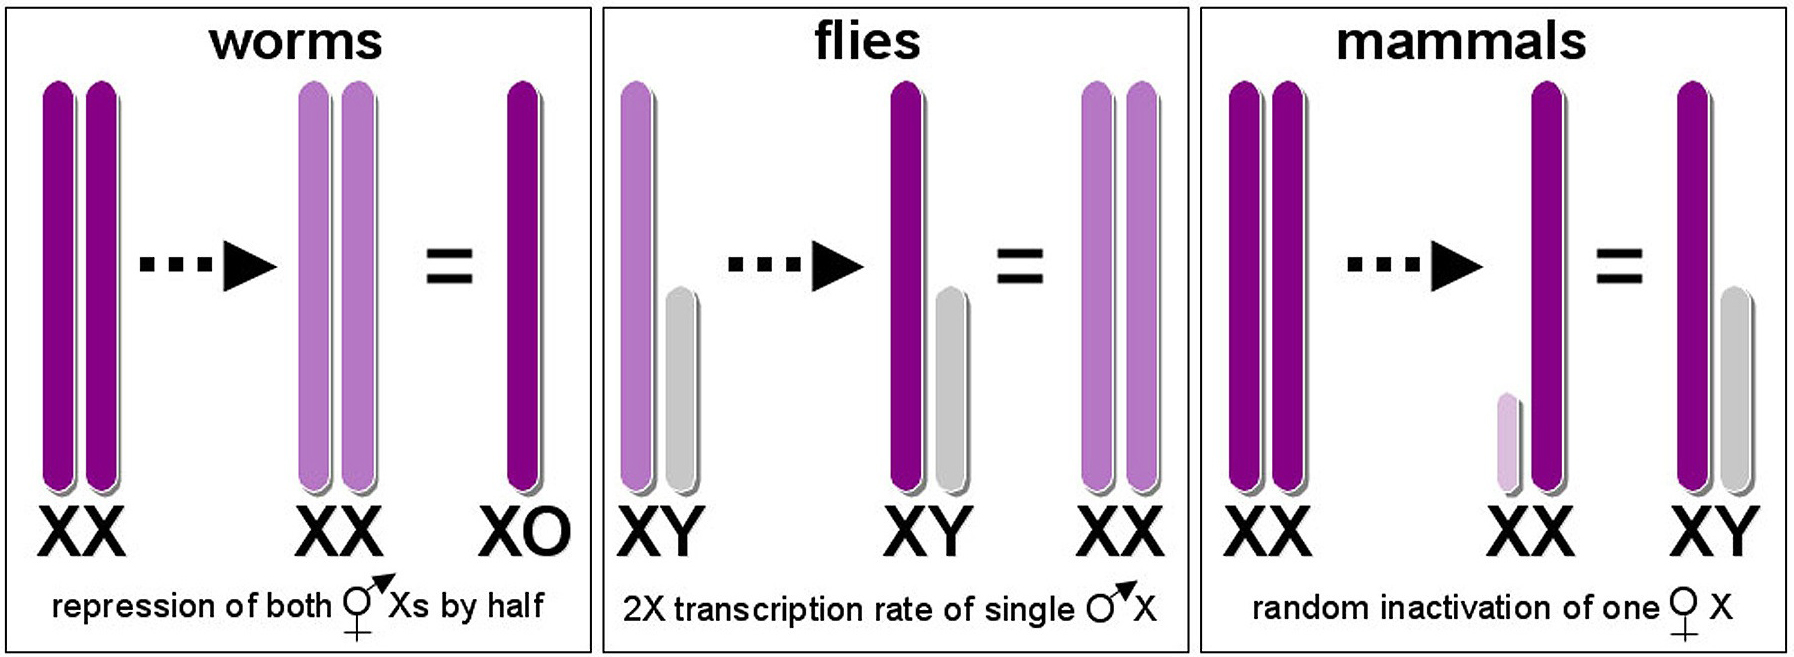 worms
XX XX XO
repression of both ⚥ Xs by half
flies
XY XY XX
2X transcription rate of single ♂ X
mammals
XX XX XY
random inactivation of one ♀ X